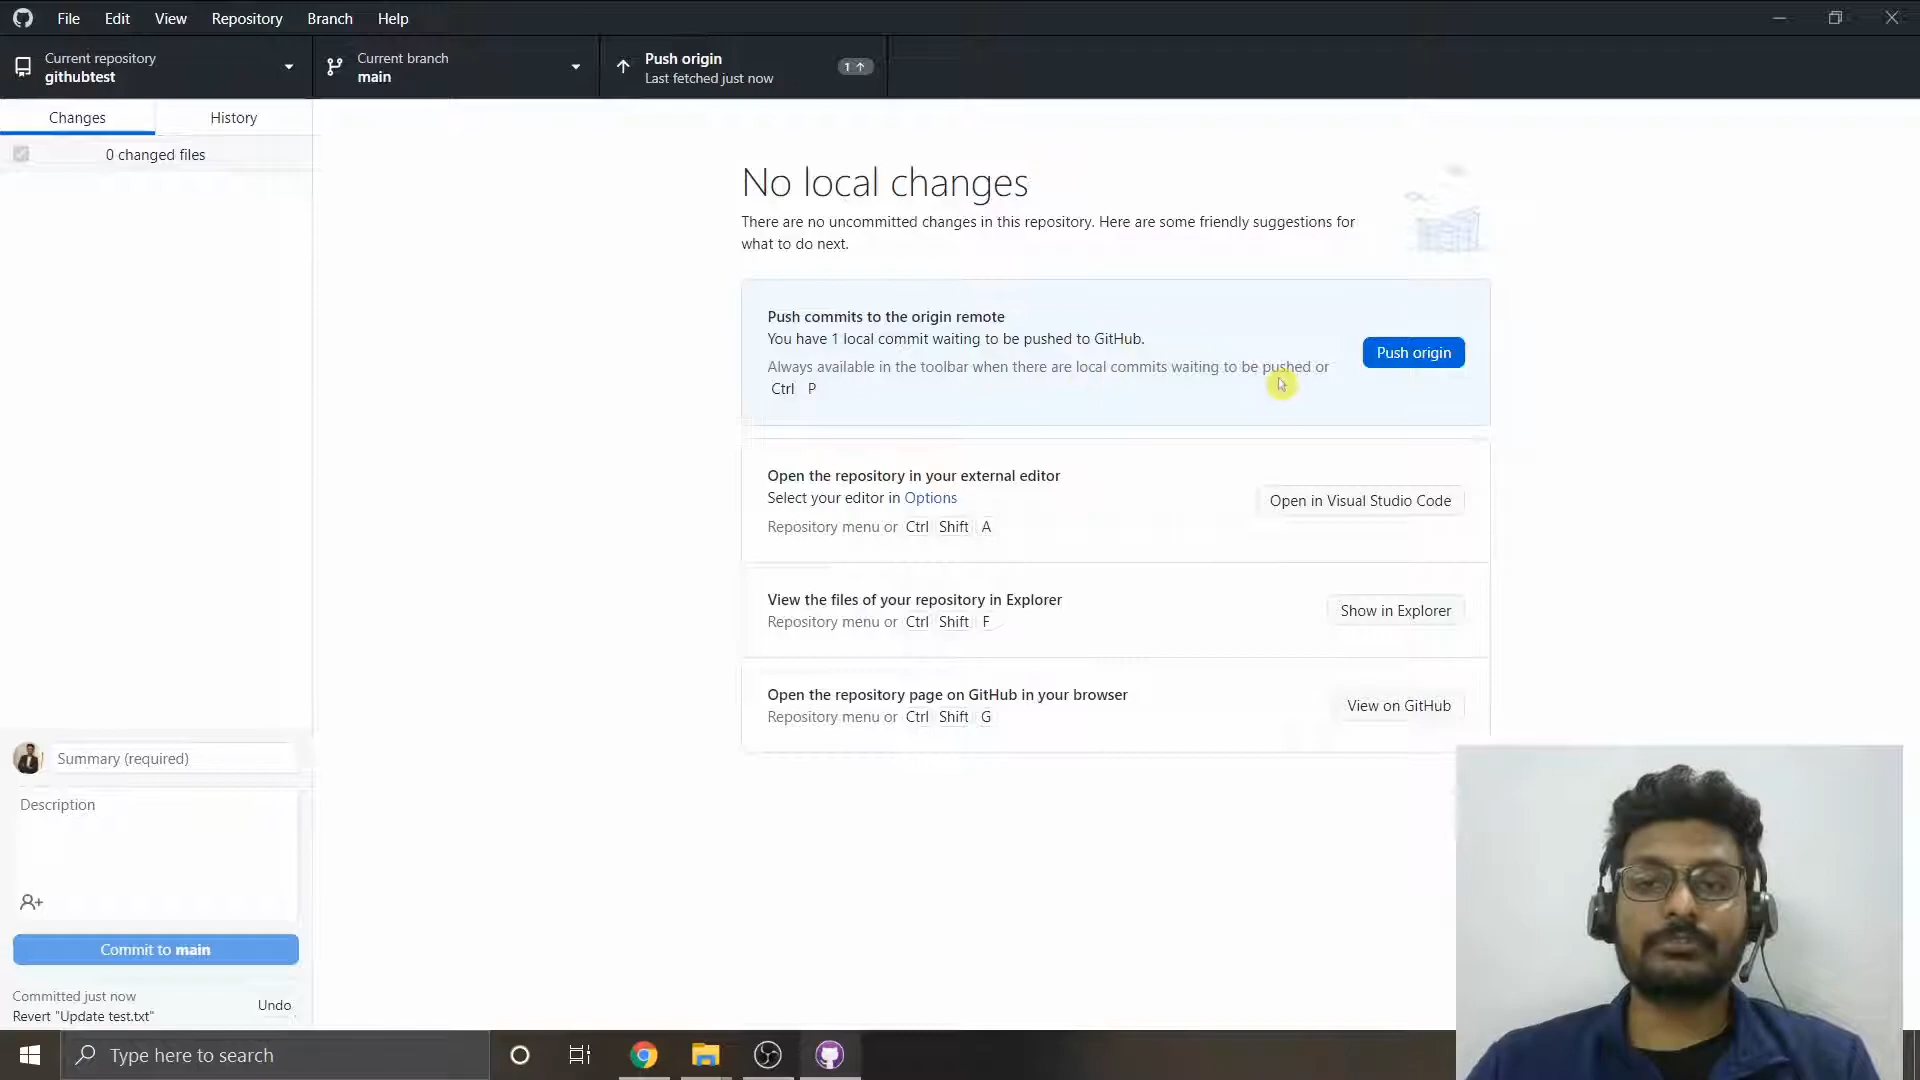 File Edit View Repository Branch Help
Current repository
githubtest
Current branch
main
Push origin
Last fetched just now
1
Changes
History
0 changed files
No local changes
There are no uncommitted changes in this repository. Here are some friendly suggestions for
what to do next.
Push commits to the origin remote
You have 1 local commit waiting to be pushed to GitHub.
Always available in the toolbar when there are local commits waiting to be pushed or
Ctrl P
Push origin
Open the repository in your external editor
Select your editor in Options
Repository menu or Ctrl Shift A
Open in Visual Studio Code
View the files of your repository in Explorer
Repository menu or Ctrl Shift F
Show in Explorer
Open the repository page on GitHub in your browser
Repository menu or Ctrl Shift G
View on GitHub
Summary (required)
Description
Commit to main
Committed just now
Revert "Update test.txt"
Undo
Type here to search